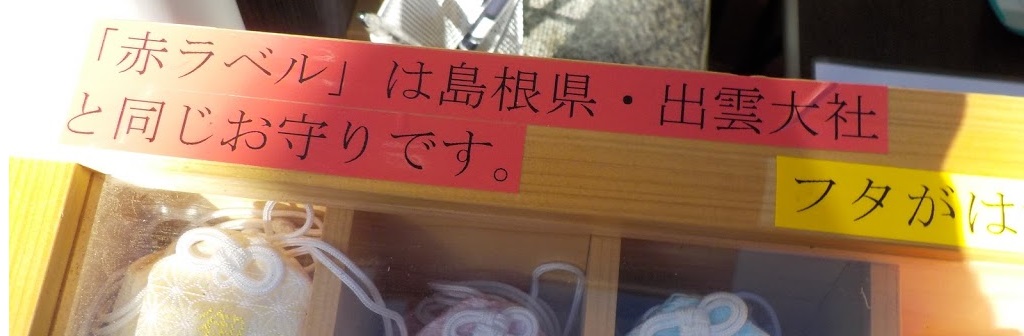 「赤ラベル」は島根県・出雲大社
と同じお守りです。
フタがは